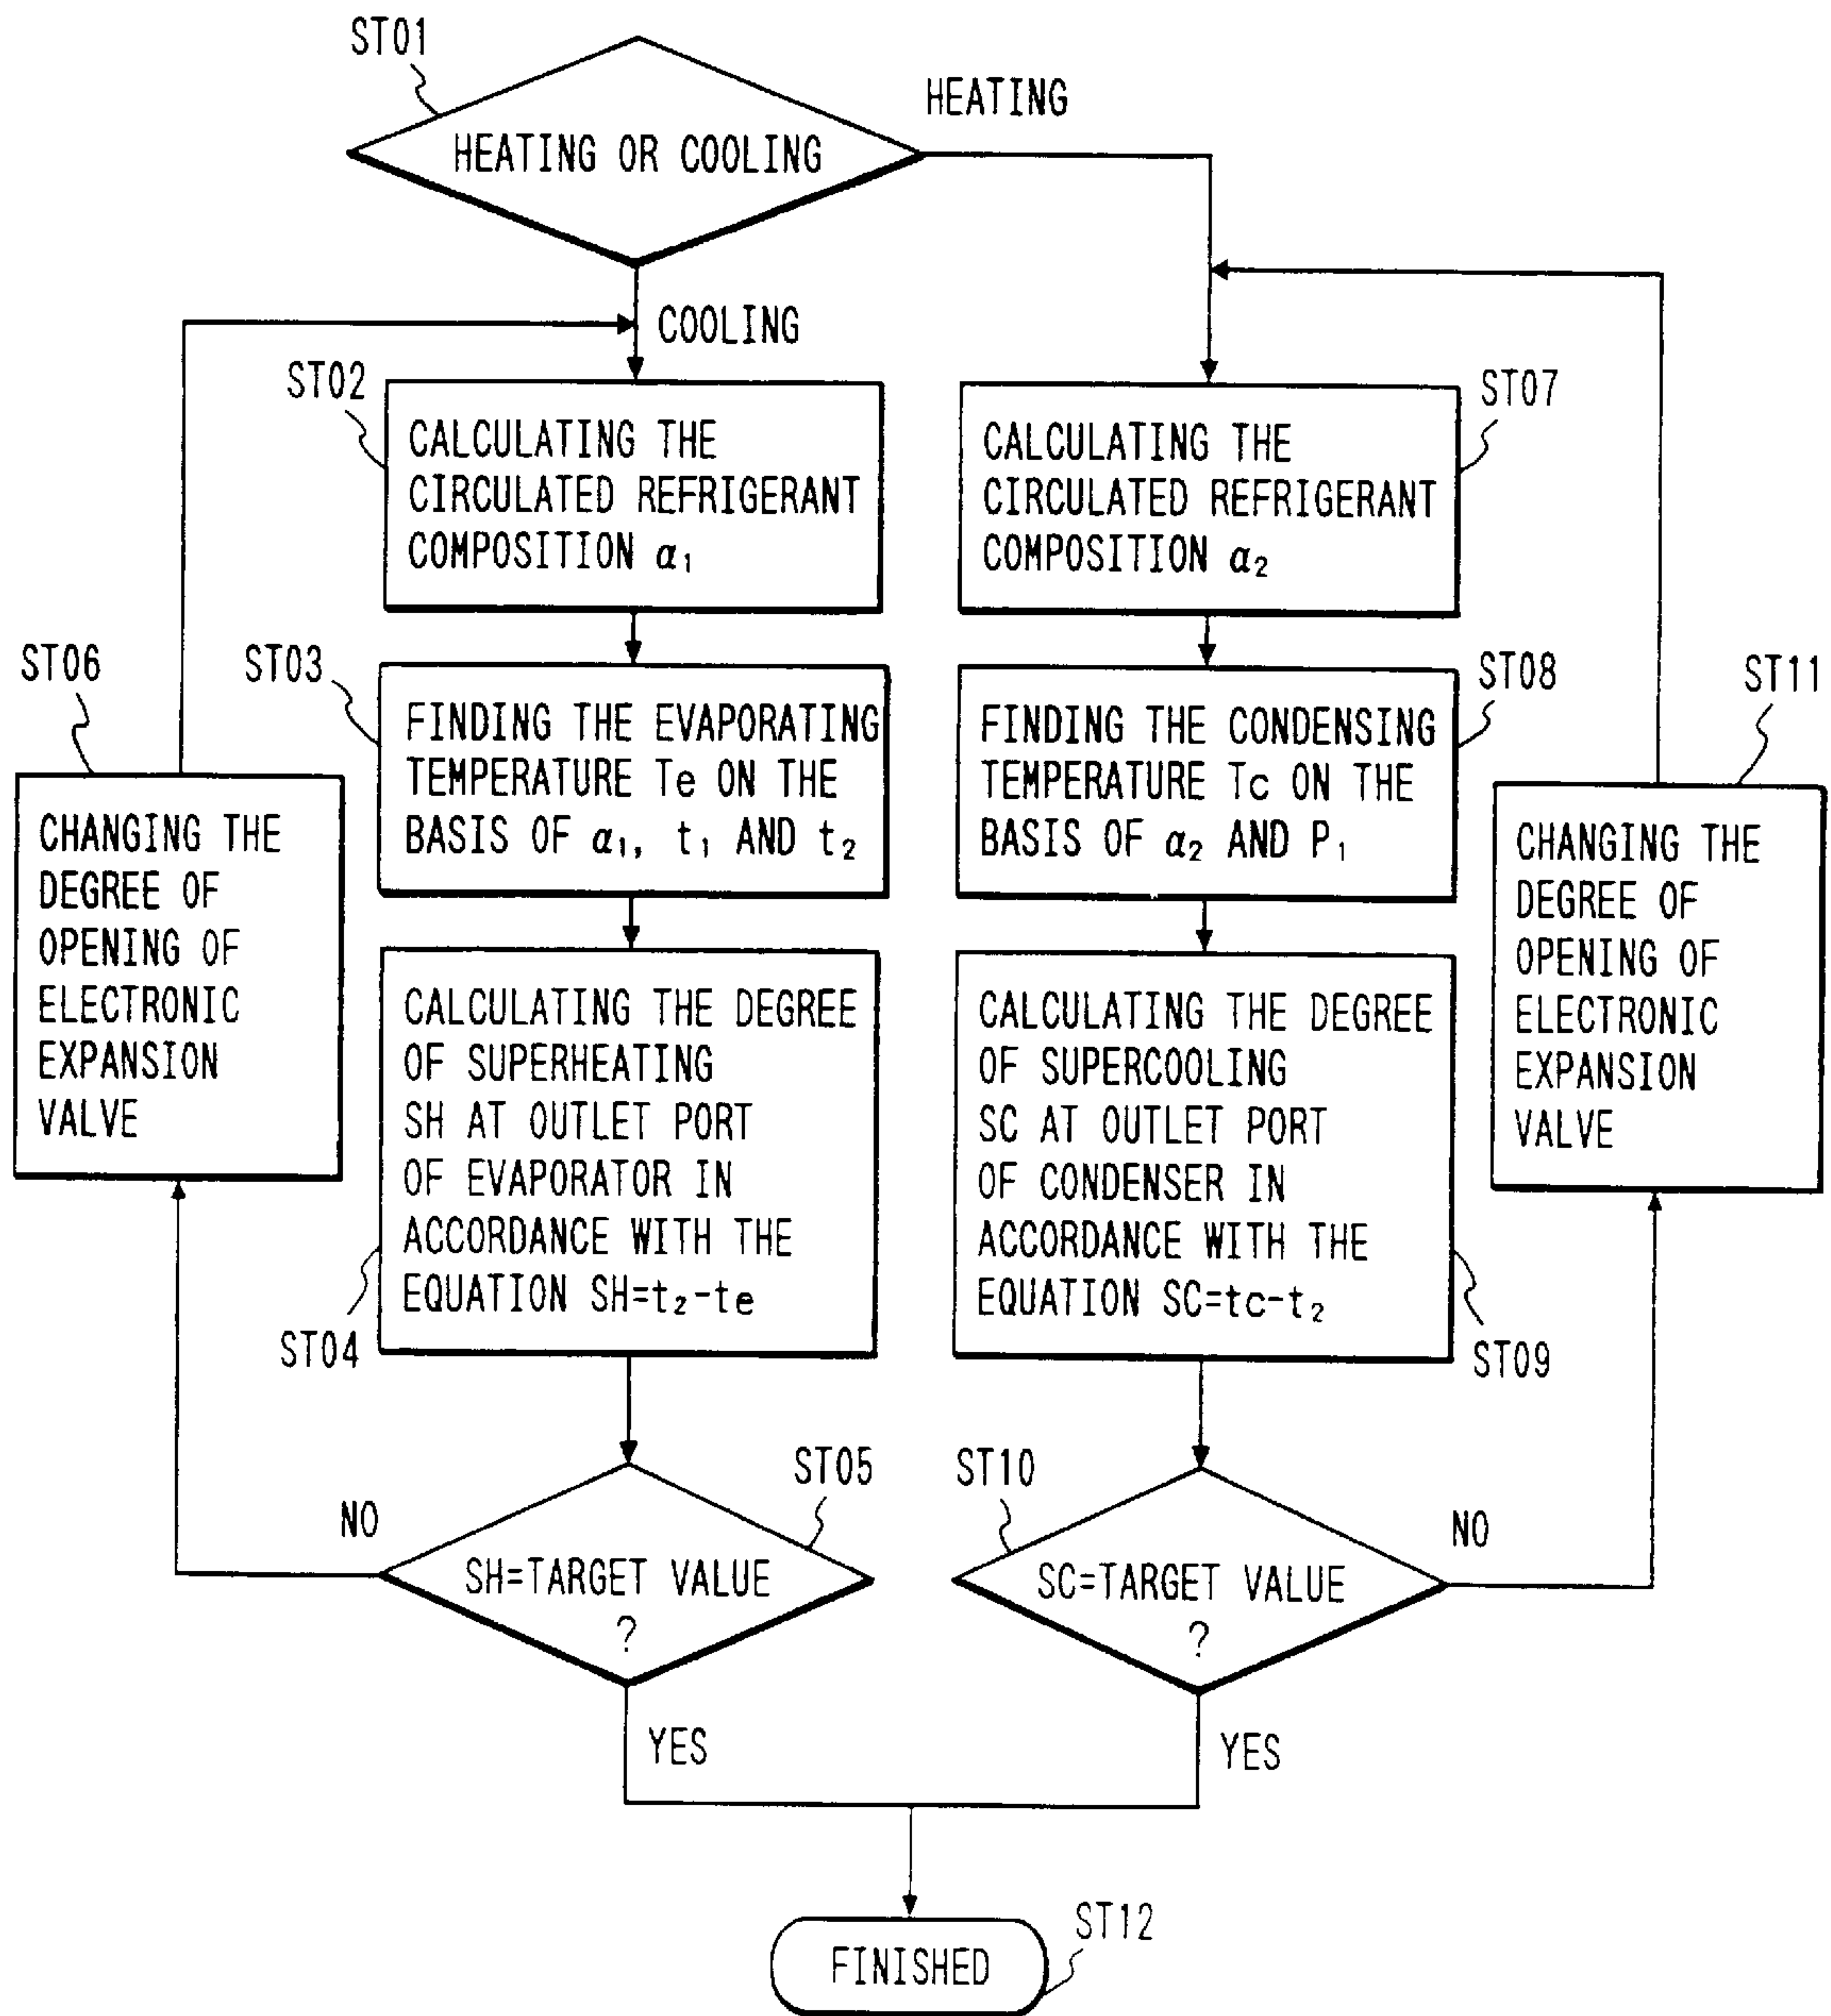 ST01
HEATING OR COOLING
HEATING
COOLING
ST02
CALCULATING THE
CIRCULATED REFRIGERANT
COMPOSITION α₁
ST03
FINDING THE EVAPORATING
TEMPERATURE Te ON THE
BASIS OF α₁, t₁ AND t₂
ST04
CALCULATING THE DEGREE
OF SUPERHEATING
SH AT OUTLET PORT
OF EVAPORATOR IN
ACCORDANCE WITH THE
EQUATION SH=t₂-te
ST05
SH=TARGET VALUE
?
NO
YES
ST06
CHANGING THE
DEGREE OF
OPENING OF
ELECTRONIC
EXPANSION
VALVE
ST07
CALCULATING THE
CIRCULATED REFRIGERANT
COMPOSITION α₂
ST08
FINDING THE CONDENSING
TEMPERATURE Tc ON THE
BASIS OF α₂ AND P₁
ST09
CALCULATING THE DEGREE
OF SUPERCOOLING
SC AT OUTLET PORT
OF CONDENSER IN
ACCORDANCE WITH THE
EQUATION SC=tc-t₂
ST10
SC=TARGET VALUE
?
NO
YES
ST11
CHANGING THE
DEGREE OF
OPENING OF
ELECTRONIC
EXPANSION
VALVE
FINISHED
ST12